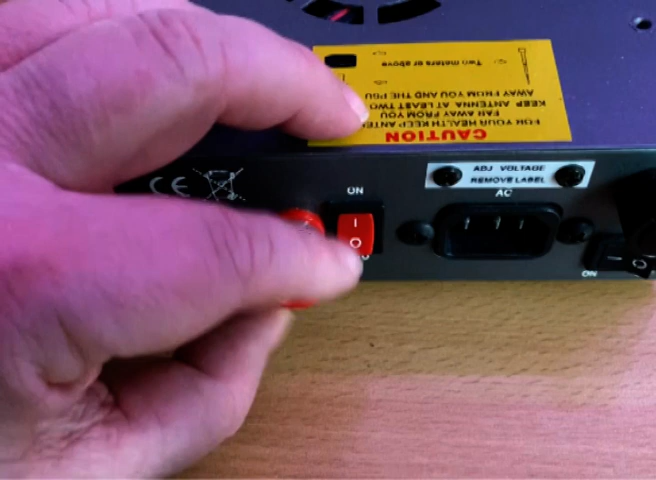 CAUTION
FOR YOUR HEALTH KEEP
FAR AWAY FROM YOU
KEEP ANTENNA AT LEAST TWO
AWAY FROM YOU AND THE PSU
Two meters or above
CE
ON
I
O
ADJ VOLTAGE
REMOVE LABEL
AC
ON